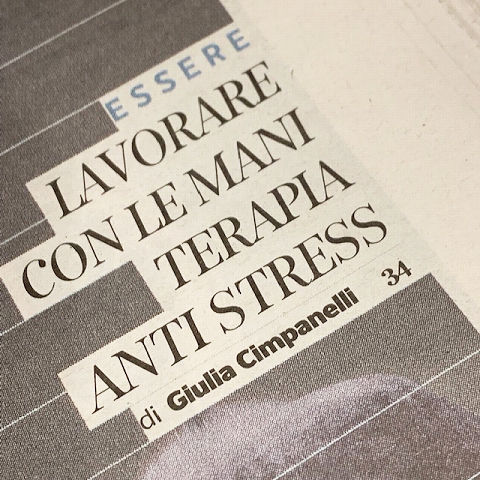 ESSERE
LAVORARE
CON LE MANI
TERAPIA
ANTI STRESS
di Giulia Cimpanelli 34